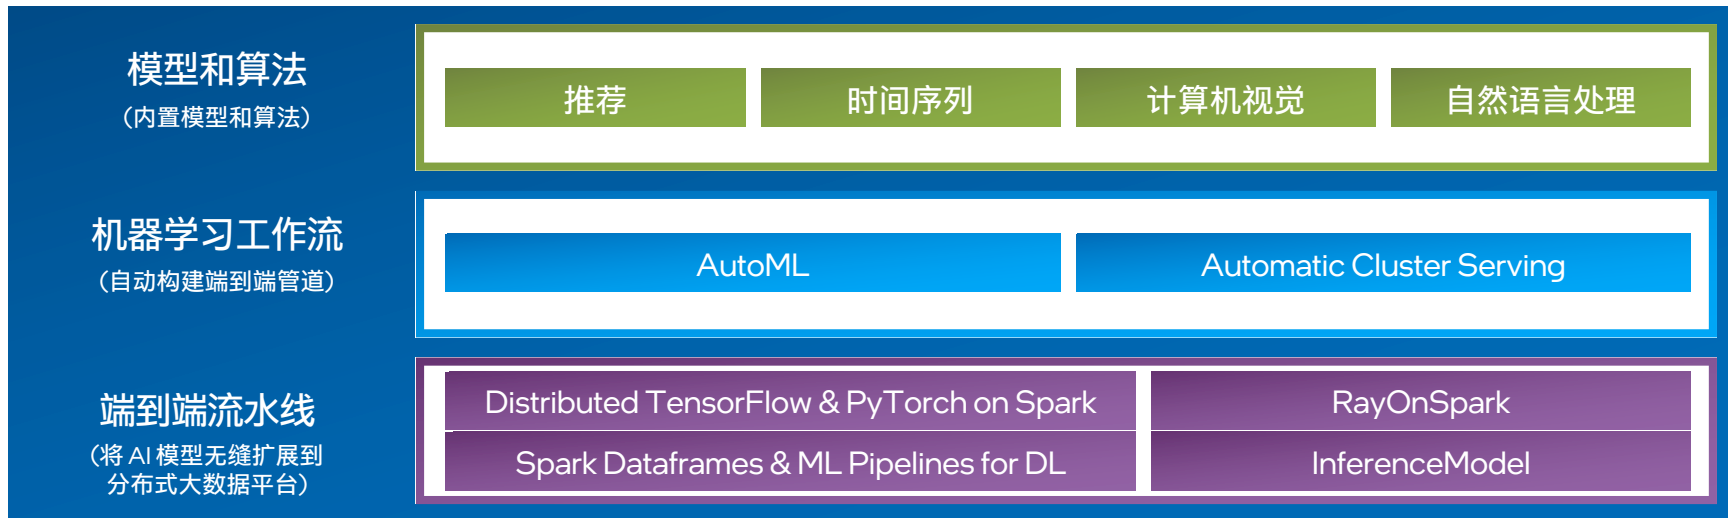 模型和算法
（内置模型和算法）
推荐
时间序列
计算机视觉
自然语言处理
机器学习工作流
（自动构建端到端管道）
AutoML
Automatic Cluster Serving
端到端流水线
（将 AI 模型无缝扩展到
分布式大数据平台）
Distributed TensorFlow & PyTorch on Spark
RayOnSpark
Spark Dataframes & ML Pipelines for DL
InferenceModel